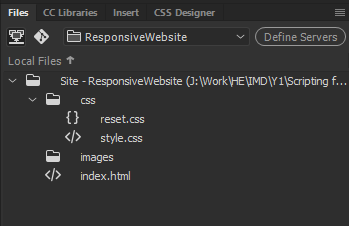 Files CC Libraries Insert CSS Designer
ResponsiveWebsite Define Servers
Local Files
Site - ResponsiveWebsite (J:\Work\HE\IMD\Y1\Scripting f...
css
reset.css
style.css
images
index.html